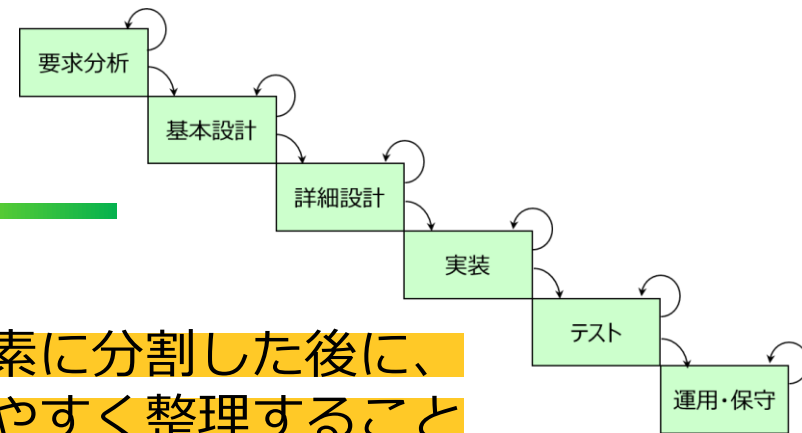 要求分析
基本設計
詳細設計
実装
テスト
素に分割した後に、
運用・保守
やすく整理すること